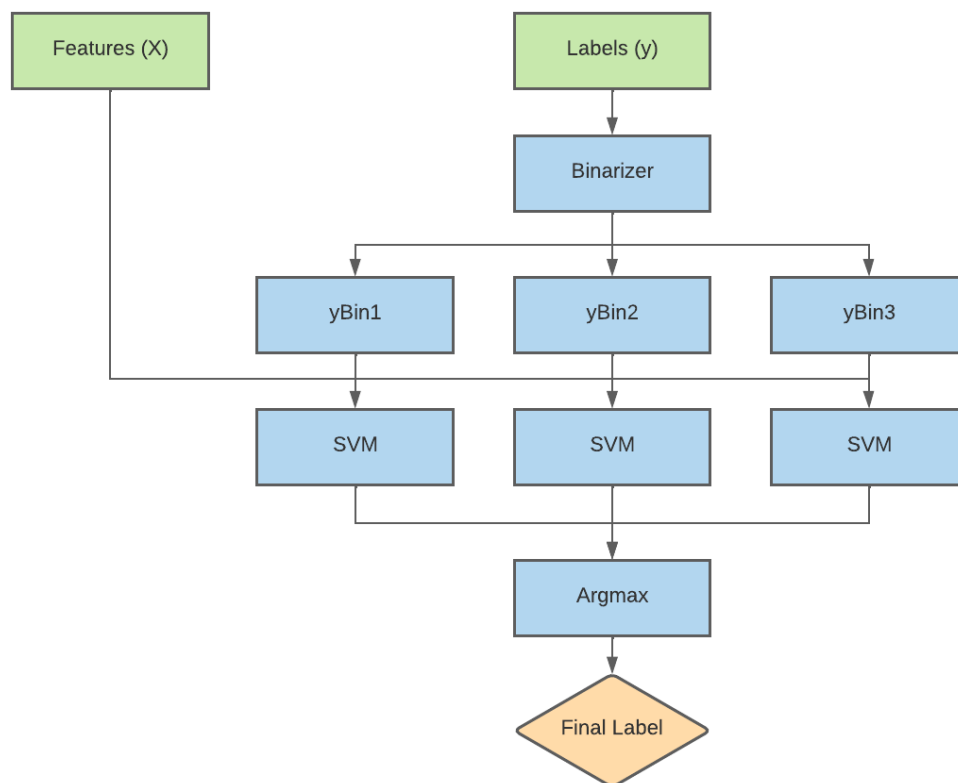 Features (X)
Labels (y)
Binarizer
yBin1
yBin2
yBin3
SVM
SVM
SVM
Argmax
Final Label